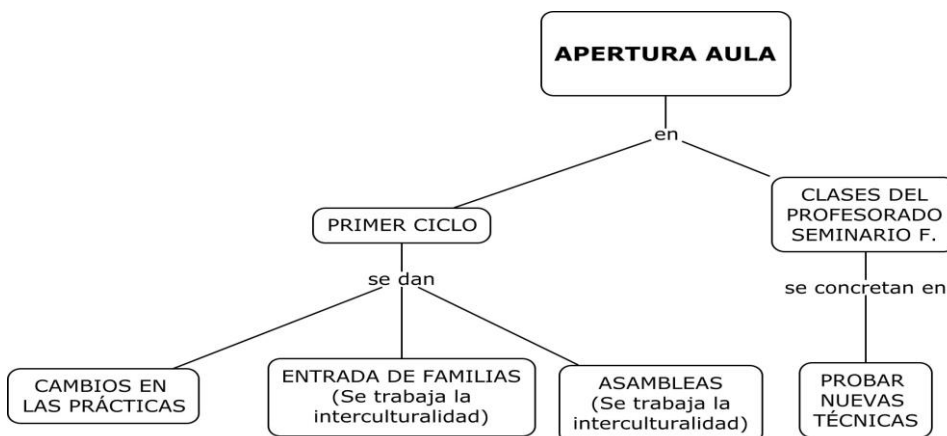 APERTURA AULA
en
PRIMER CICLO
CLASES DEL
PROFESORADO
SEMINARIO F.
se dan
se concretan en
CAMBIOS EN
LAS PRÁCTICAS
ENTRADA DE FAMILIAS
(Se trabaja la
interculturalidad)
ASAMBLEAS
(Se trabaja la
interculturalidad)
PROBAR
NUEVAS
TÉCNICAS